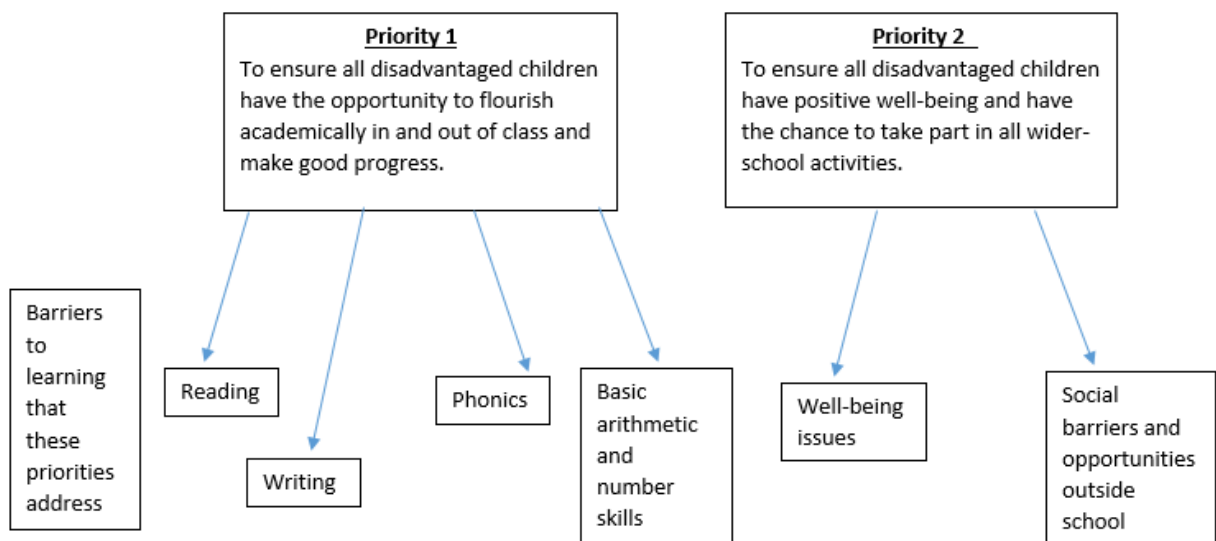 Priority 1
To ensure all disadvantaged children
have the opportunity to flourish
academically in and out of class and
make good progress.
Priority 2
To ensure all disadvantaged children
have positive well-being and have
the chance to take part in all wider-
school activities.
Barriers
to
learning
that
these
priorities
address
Reading
Writing
Phonics
Basic
arithmetic
and
number
skills
Well-being
issues
Social
barriers and
opportunities
outside
school